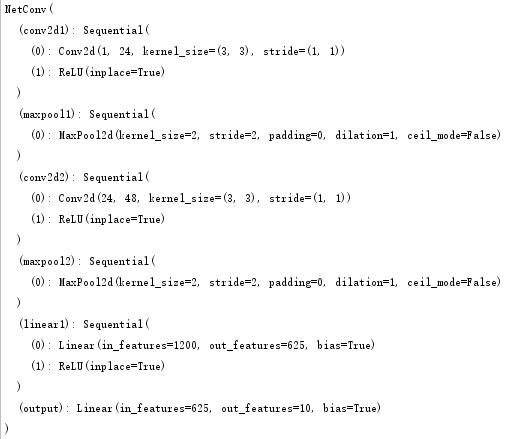 NetConv(
  (conv2d1): Sequential(
    (0): Conv2d(1, 24, kernel_size=(3, 3), stride=(1, 1))
    (1): ReLU(inplace=True)
  )
  (maxpool1): Sequential(
    (0): MaxPool2d(kernel_size=2, stride=2, padding=0, dilation=1, ceil_mode=False)
  )
  (conv2d2): Sequential(
    (0): Conv2d(24, 48, kernel_size=(3, 3), stride=(1, 1))
    (1): ReLU(inplace=True)
  )
  (maxpool2): Sequential(
    (0): MaxPool2d(kernel_size=2, stride=2, padding=0, dilation=1, ceil_mode=False)
  )
  (linear1): Sequential(
    (0): Linear(in_features=1200, out_features=625, bias=True)
    (1): ReLU(inplace=True)
  )
  (output): Linear(in_features=625, out_features=10, bias=True)
)